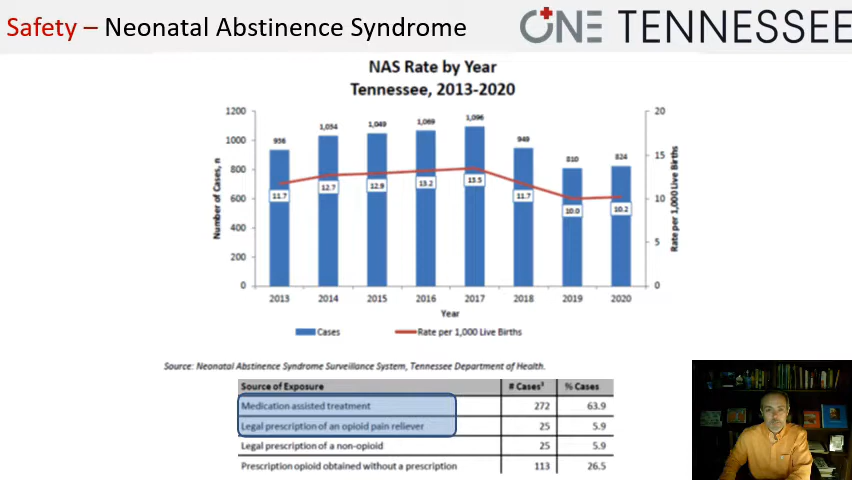 Safety – Neonatal Abstinence Syndrome
ONE TENNESSEE
NAS Rate by Year
Tennessee, 2013-2020
1200
1000
800
600
400
200
0
Number of Cases, n
936
1,034
1,049
1,069
1,096
949
810
824
11.7
12.7
12.9
13.2
13.5
11.7
10.0
10.2
20
15
10
5
0
Rate per 1,000 Live Births
2013 2014 2015 2016 2017 2018 2019 2020
Year
Cases Rate per 1,000 Live Births
Source: Neonatal Abstinence Syndrome Surveillance System, Tennessee Department of Health.
Source of Exposure # Cases¹ % Cases
Medication assisted treatment 272 63.9
Legal prescription of an opioid pain reliever 25 5.9
Legal prescription of a non-opioid 25 5.9
Prescription opioid obtained without a prescription 113 26.5